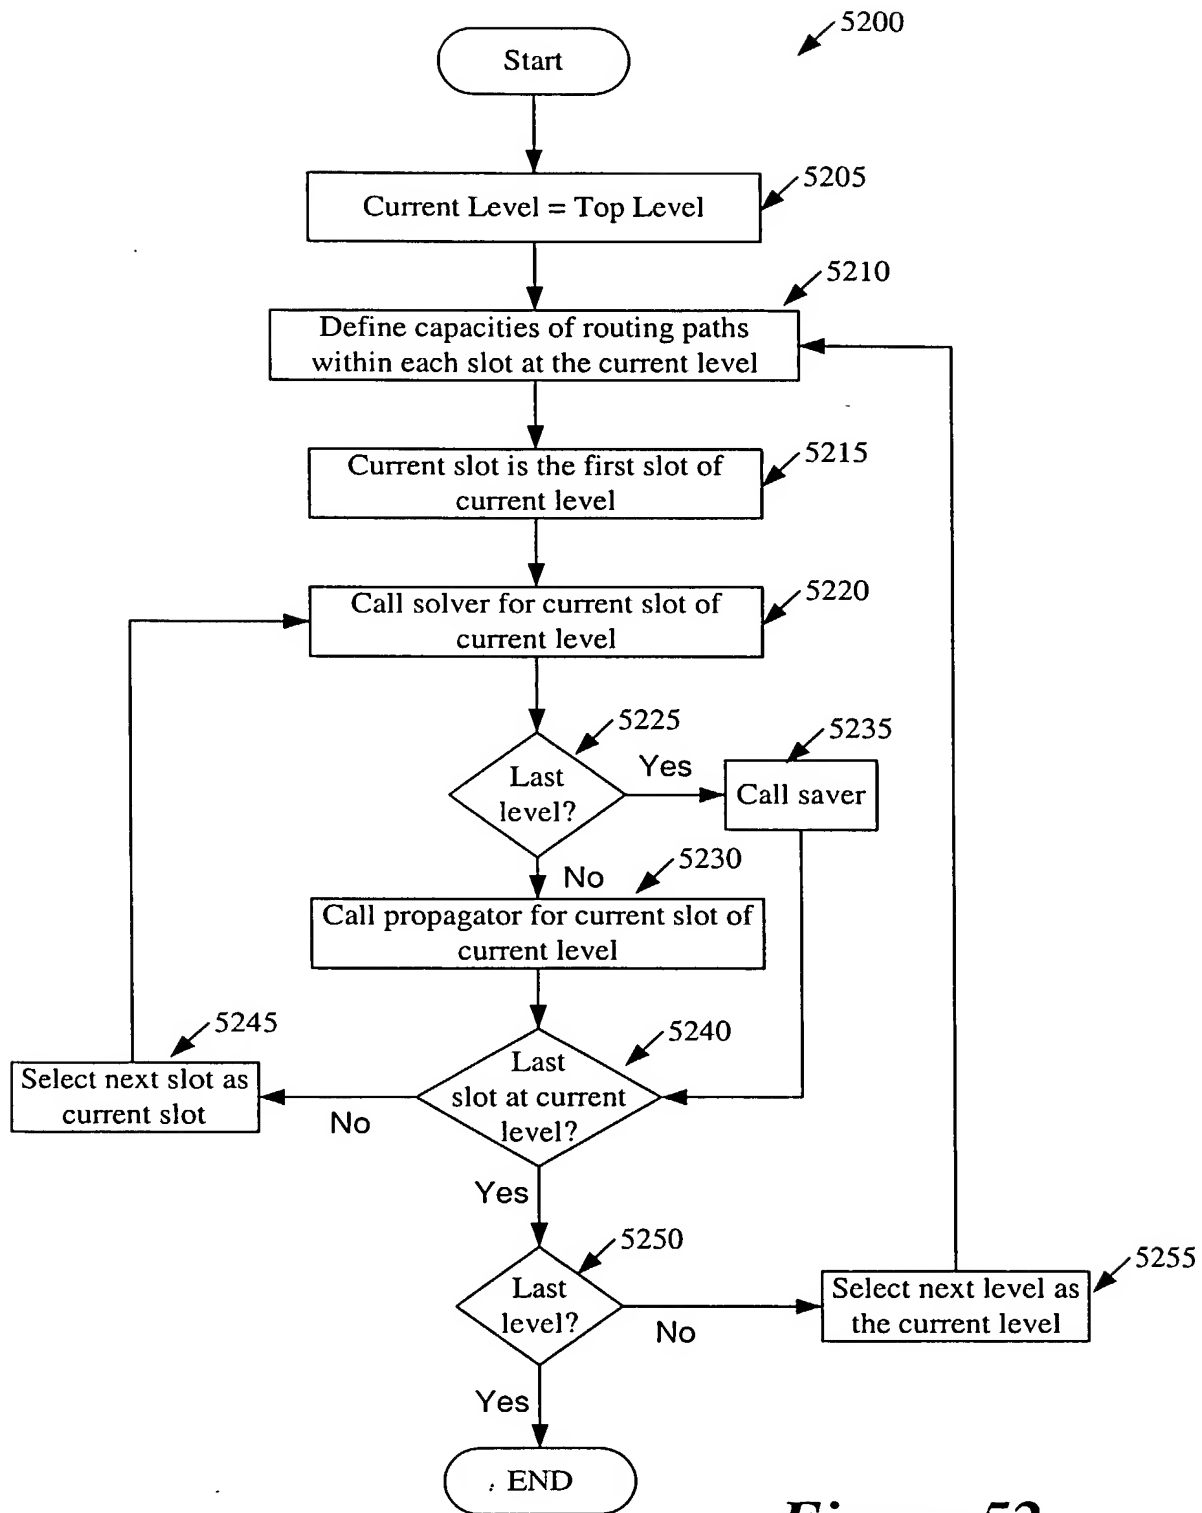 5200
Start
5205
Current Level = Top Level
5210
Define capacities of routing paths
within each slot at the current level
5215
Current slot is the first slot of
current level
5220
Call solver for current slot of
current level
5225
5235
Last
level?
Yes
Call saver
5230
No
Call propagator for current slot of
current level
5245
5240
Select next slot as
current slot
No
Last
slot at current
level?
Yes
5250
5255
Last
level?
No
Select next level as
the current level
Yes
END